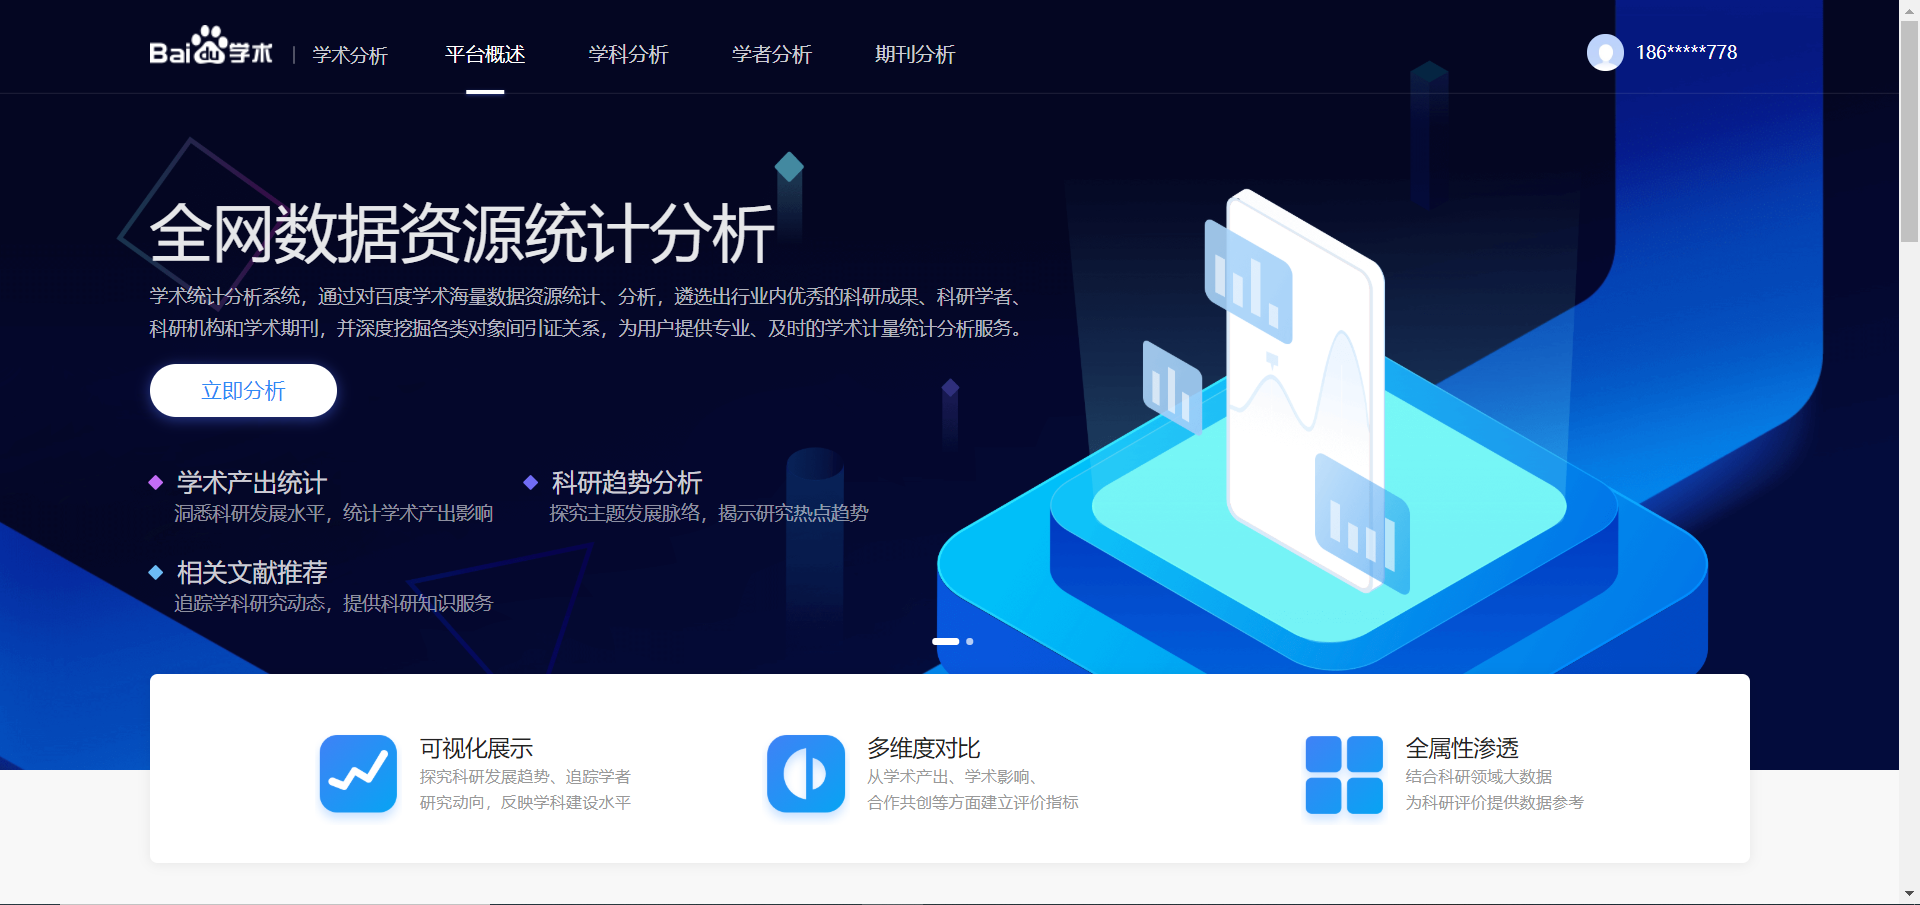 Baidu学术 | 学术分析 平台概述 学科分析 学者分析 期刊分析 186*****778
全网数据资源统计分析
学术统计分析系统，通过对百度学术海量数据资源统计、分析，遴选出行业内优秀的科研成果、科研学者、
科研机构和学术期刊，并深度挖掘各类对象间引证关系，为用户提供专业、及时的学术计量统计分析服务。
立即分析
学术产出统计
洞悉科研发展水平，统计学术产出影响
科研趋势分析
探究主题发展脉络，揭示研究热点趋势
相关文献推荐
追踪学科研究动态，提供科研知识服务
可视化展示
探究科研发展趋势、追踪学者
研究动向，反映学科建设水平
多维度对比
从学术产出、学术影响、
合作共创等方面建立评价指标
全属性渗透
结合科研领域大数据
为科研评价提供数据参考